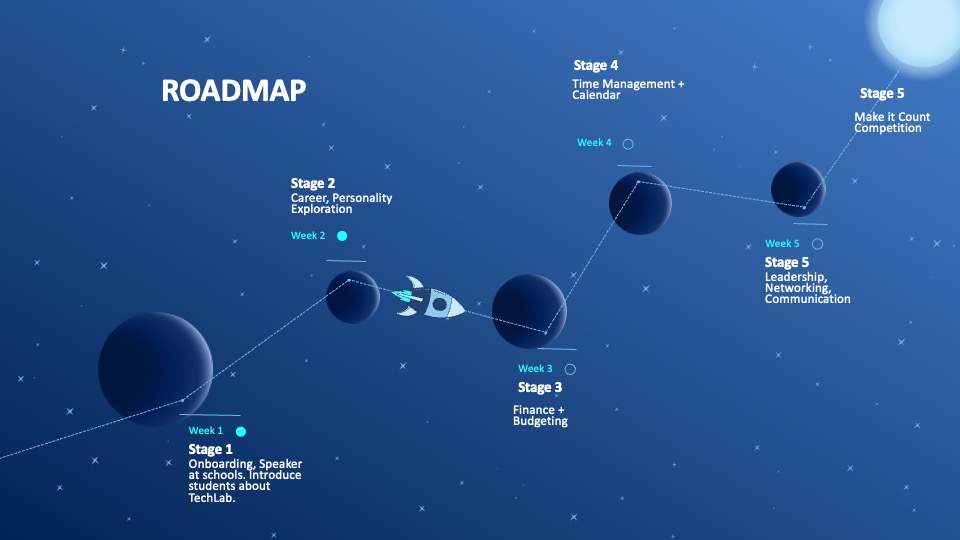 ROADMAP
Week 1
Stage 1
Onboarding, Speaker
at schools. Introduce
students about
TechLab.
Stage 2
Career, Personality
Exploration
Week 2
Week 3
Stage 3
Finance +
Budgeting
Stage 4
Time Management +
Calendar
Week 4
Week 5
Stage 5
Leadership,
Networking,
Communication
Stage 5
Make it Count
Competition